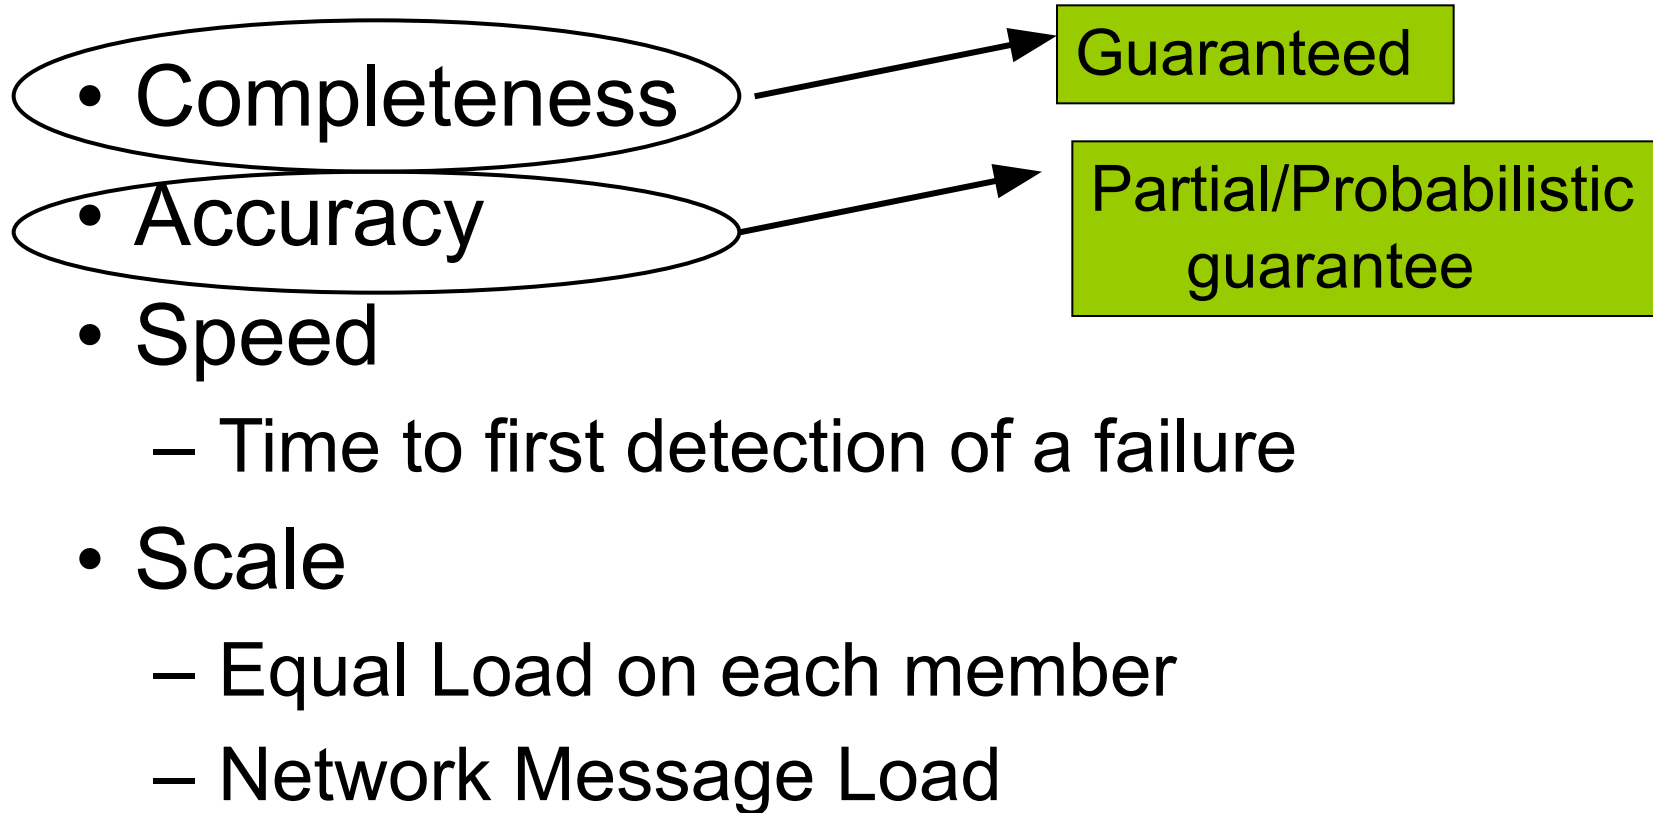 • Completeness
Guaranteed
• Accuracy
Partial/Probabilistic
guarantee
• Speed
– Time to first detection of a failure
• Scale
– Equal Load on each member
– Network Message Load